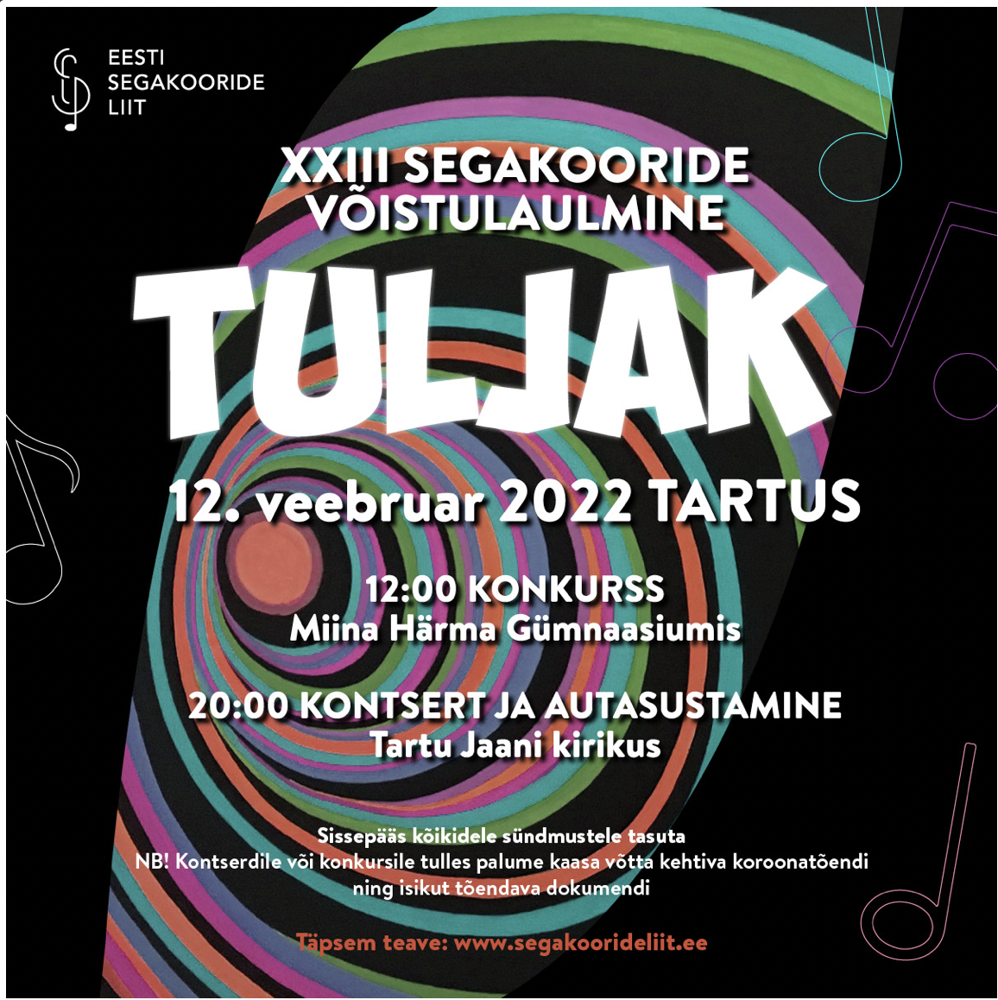 EESTI
SEGAKOORIDE
LIIT
XXIII SEGAKOORIDE
VÕISTULAULMINE
TULJAK
12. veebruar 2022 TARTUS
12:00 KONKURSS
Miina Härma Gümnaasiumis
20:00 KONTSERT JA AUTASUSTAMINE
Tartu Jaani kirikus
Sissepääs kõikidele sündmustele tasuta
NB! Kontserdile või konkursile tulles palume kaasa võtta kehtiva koroonatõendi
ning isikut tõendava dokumendi
Täpsem teave: www.segakoorideliit.ee